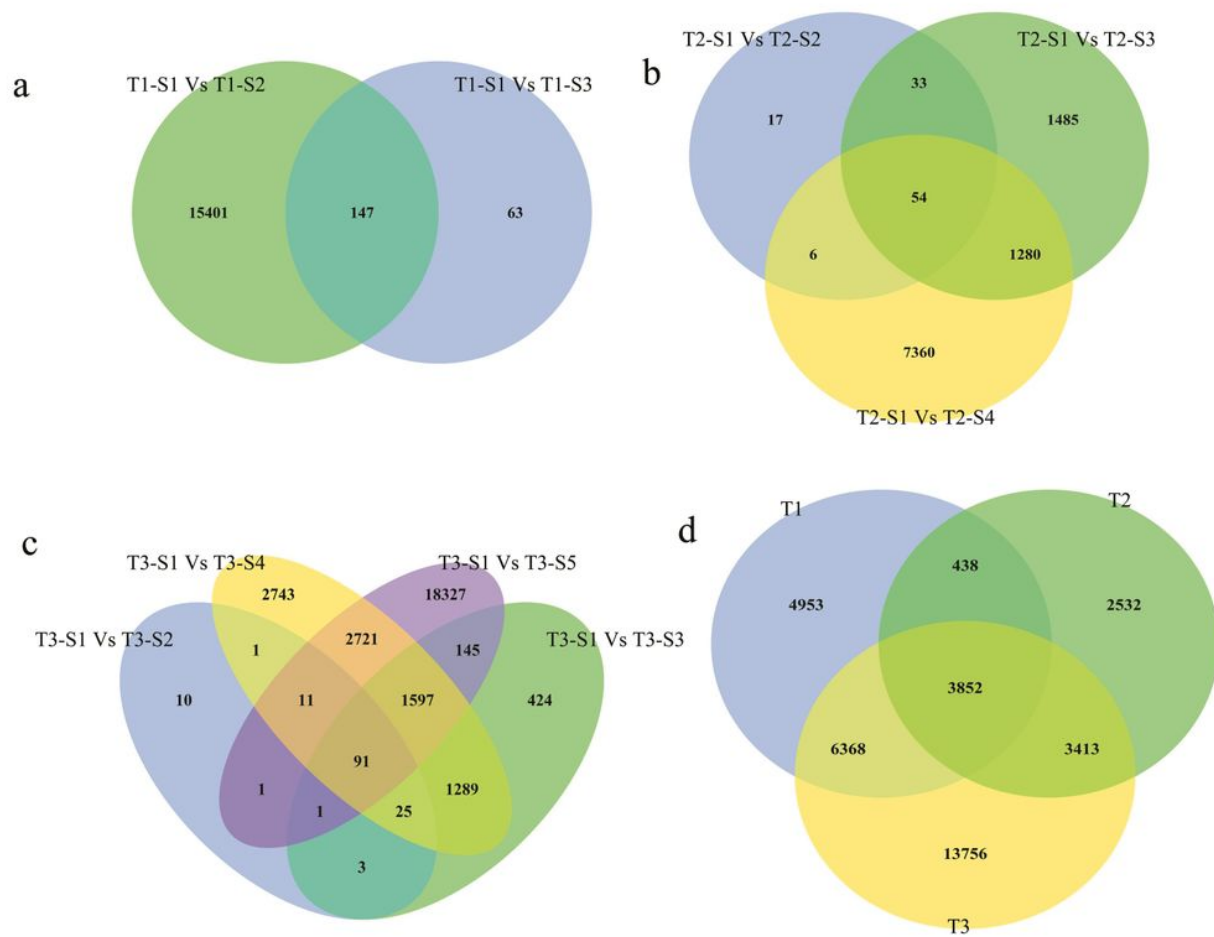 a
T1-S1 Vs T1-S2
T1-S1 Vs T1-S3
15401
147
63
b
T2-S1 Vs T2-S2
T2-S1 Vs T2-S3
33
17
1485
54
6
1280
7360
T2-S1 Vs T2-S4
c
T3-S1 Vs T3-S4
T3-S1 Vs T3-S5
2743
18327
T3-S1 Vs T3-S2
T3-S1 Vs T3-S3
2721
1
145
10
11
1597
424
91
1
1289
1
25
3
d
T1
T2
438
4953
2532
3852
6368
3413
13756
T3